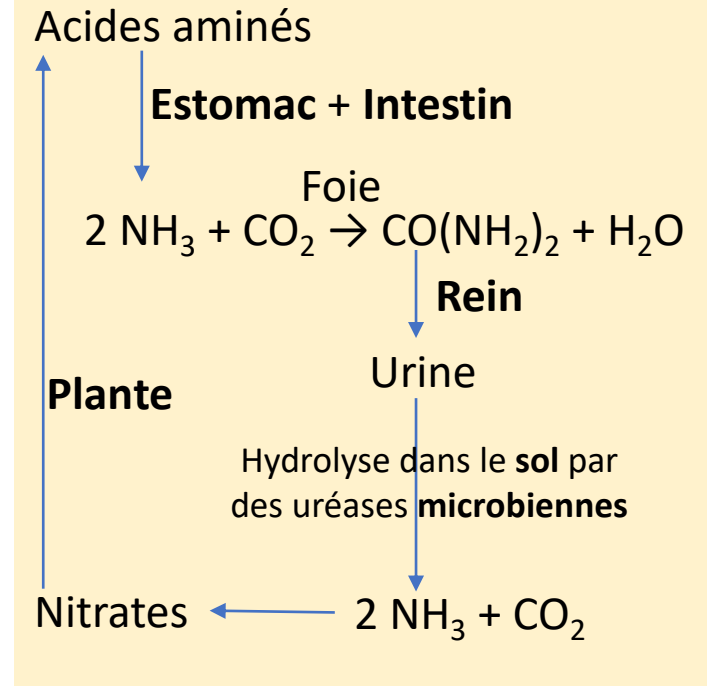 Acides aminés
Estomac + Intestin
Foie
2 NH₃ + CO₂ → CO(NH₂)₂ + H₂O
Rein
Urine
Plante
Hydrolyse dans le sol par
des uréases microbiennes
Nitrates
2 NH₃ + CO₂